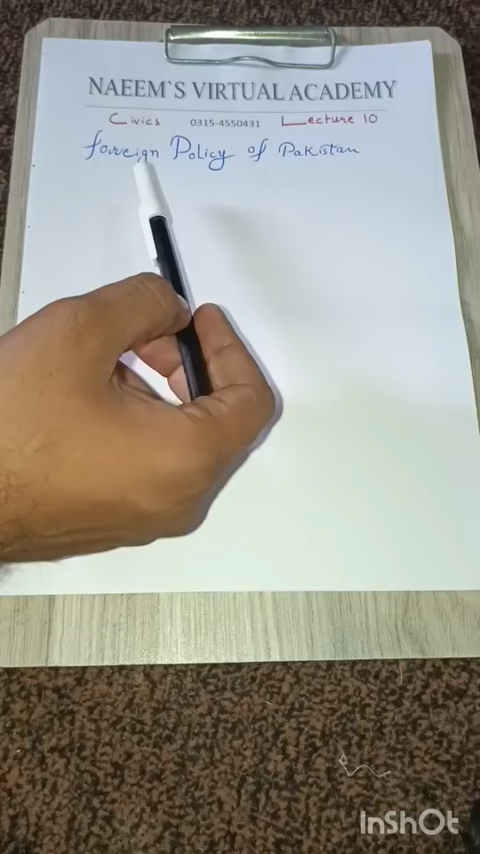 NAEEM`S VIRTUAL ACADEMY
Civics 0315-4550431 Lecture 10
Foreign Policy of Pakistan
InShOt